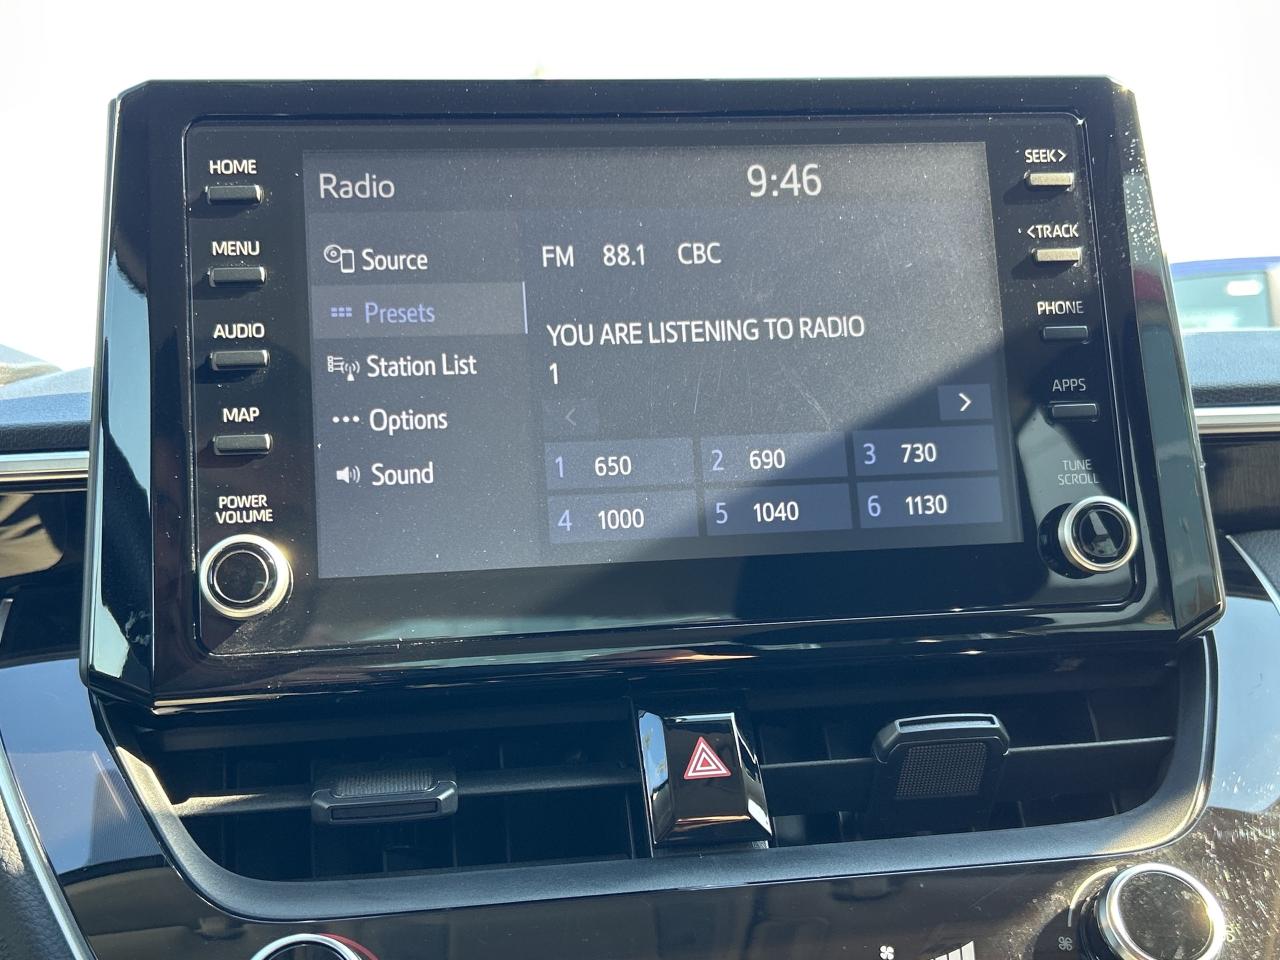 HOME
MENU
AUDIO
MAP
POWER
VOLUME
Radio
9:46
Source
Presets
Station List
Options
Sound
FM 88.1 CBC
YOU ARE LISTENING TO RADIO
1
1 650
2 690
3 730
4 1000
5 1040
6 1130
SEEK>
<TRACK
PHONE
APPS
TUNE
SCROLL